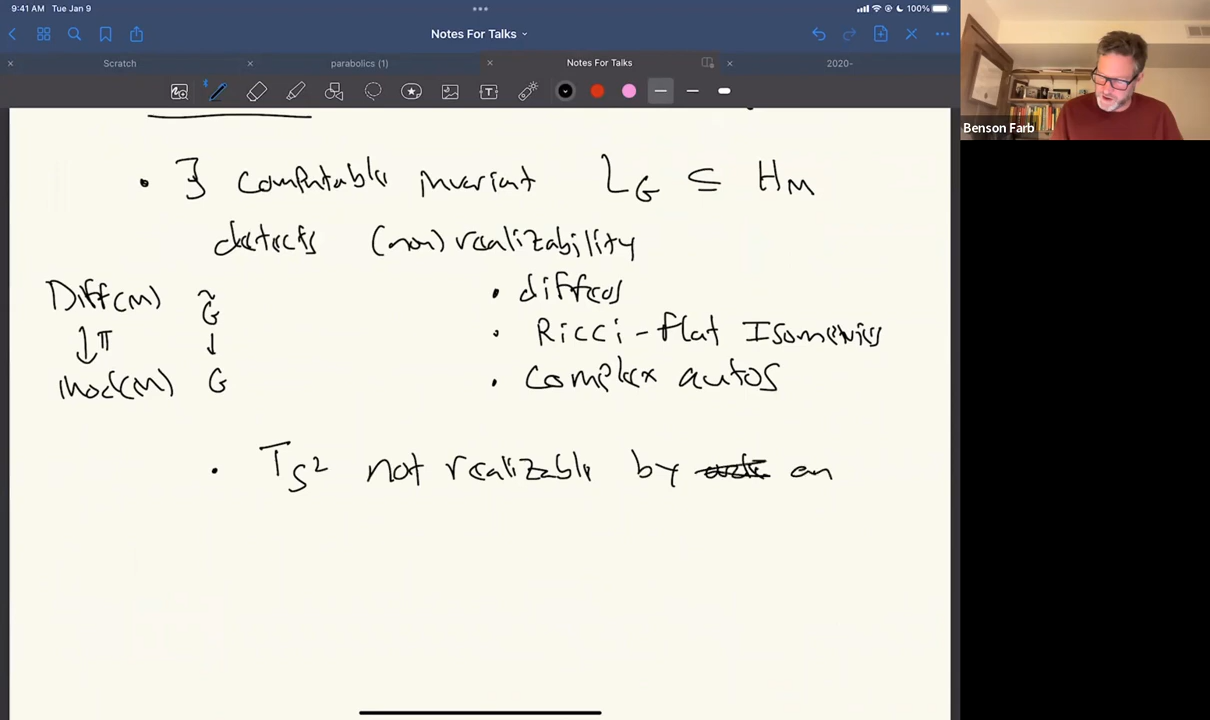 9:41 AM Tue Jan 9
100%
Notes For Talks
Scratch
parabolics (1)
Notes For Talks
2020-
Benson Farb
• ∃ computable invariant L_G ⊆ H_M
detects (non) realizability
Diff(M) G̃
• diffeos
↓π ↓
• Ricci-flat Isometries
Mod(M) G
• complex autos
• T_{S²} not realizable by an